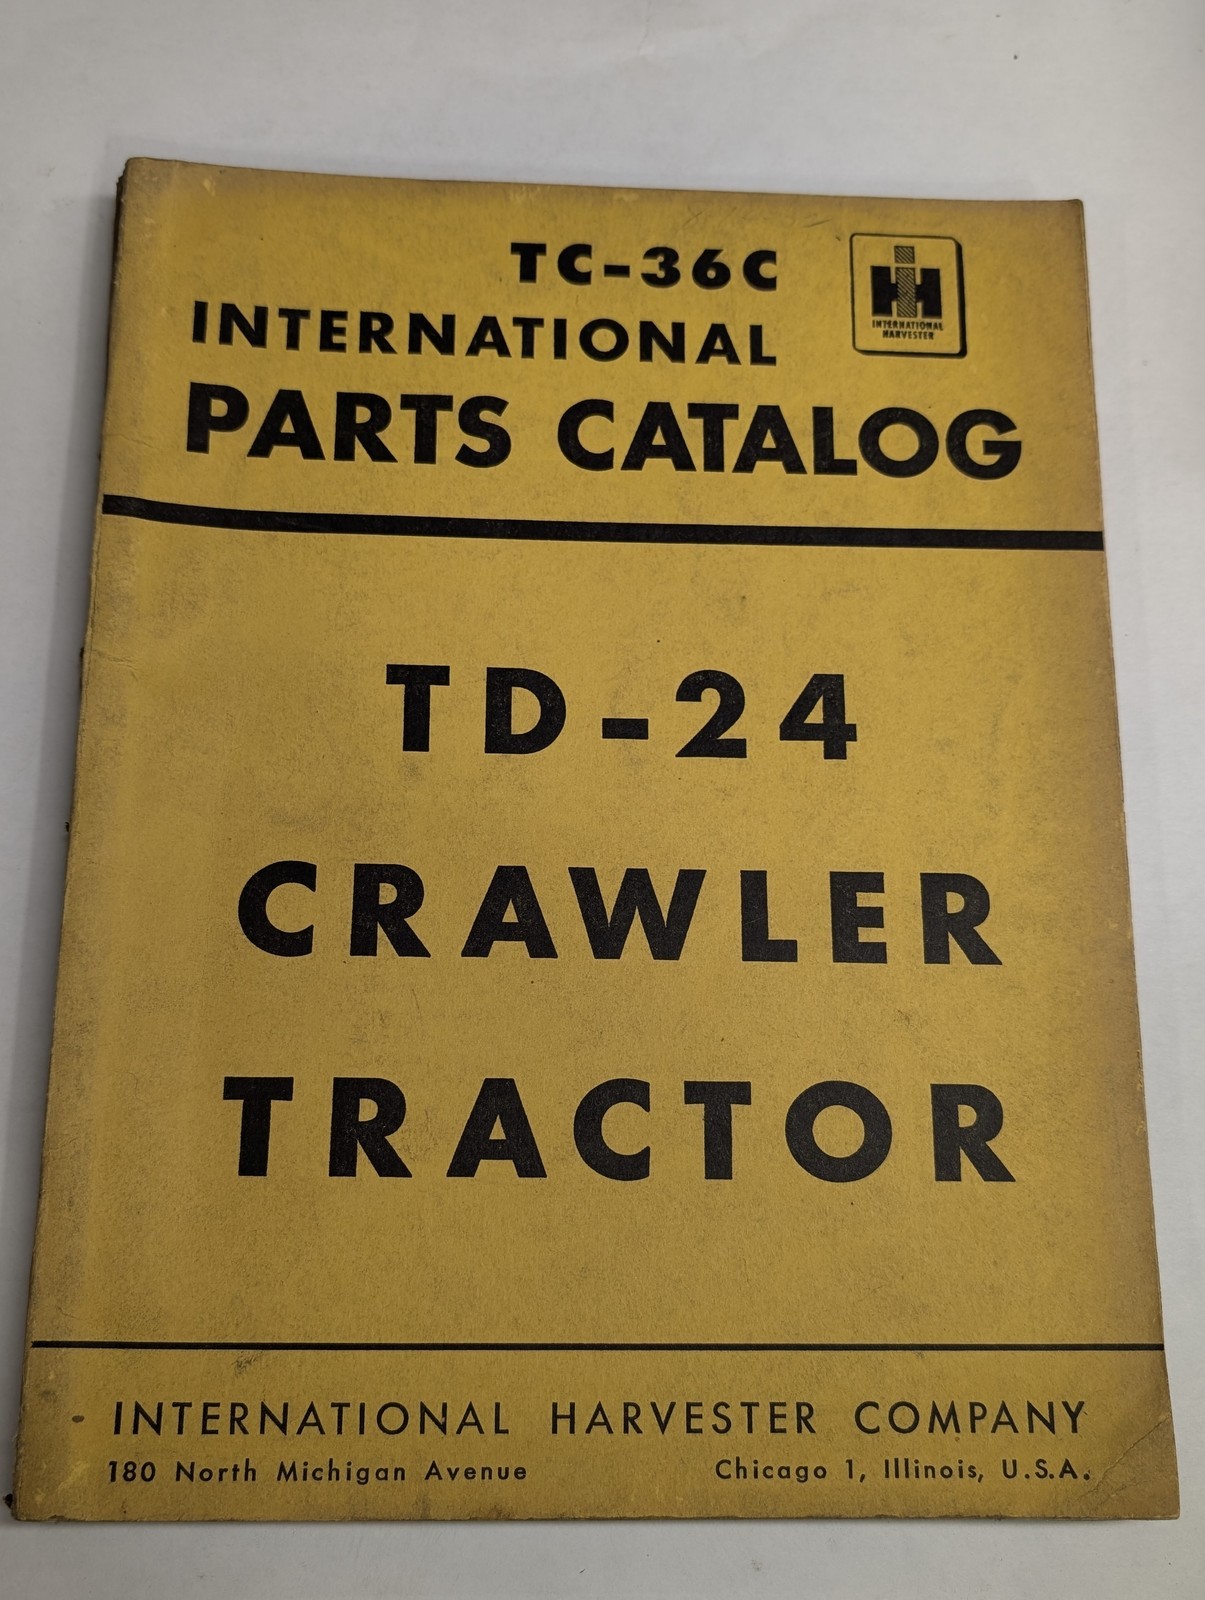 TC-36C
INTERNATIONAL
PARTS CATALOG
IH
INTERNATIONAL
HARVESTER
TD-24
CRAWLER
TRACTOR
INTERNATIONAL HARVESTER COMPANY
180 North Michigan Avenue Chicago 1, Illinois, U.S.A.